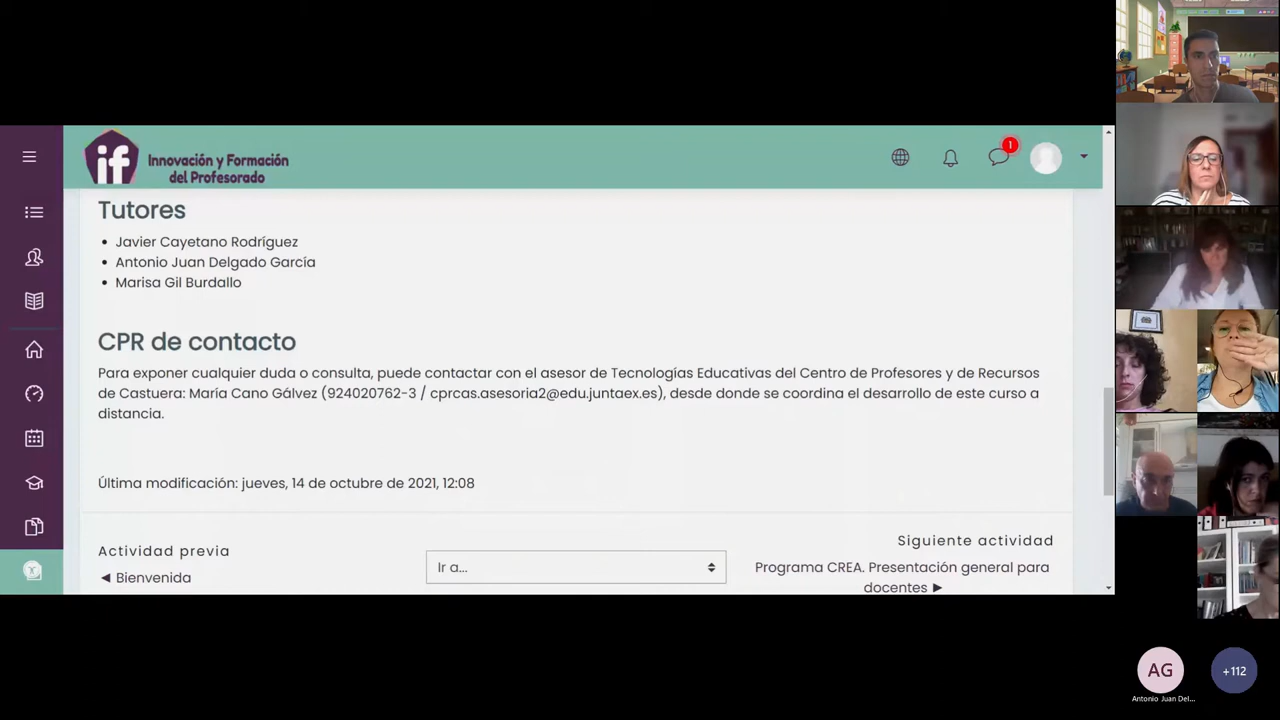 if
Innovación y Formación
del Profesorado
1
Tutores
Javier Cayetano Rodríguez
Antonio Juan Delgado García
Marisa Gil Burdallo
CPR de contacto
Para exponer cualquier duda o consulta, puede contactar con el asesor de Tecnologías Educativas del Centro de Profesores y de Recursos
de Castuera: María Cano Gálvez (924020762-3 / cprcas.asesoria2@edu.juntaex.es), desde donde se coordina el desarrollo de este curso a
distancia.
Última modificación: jueves, 14 de octubre de 2021, 12:08
Actividad previa
◄ Bienvenida
Ir a...
Siguiente actividad
Programa CREA. Presentación general para
docentes ►
AG
Antonio Juan Del...
+112